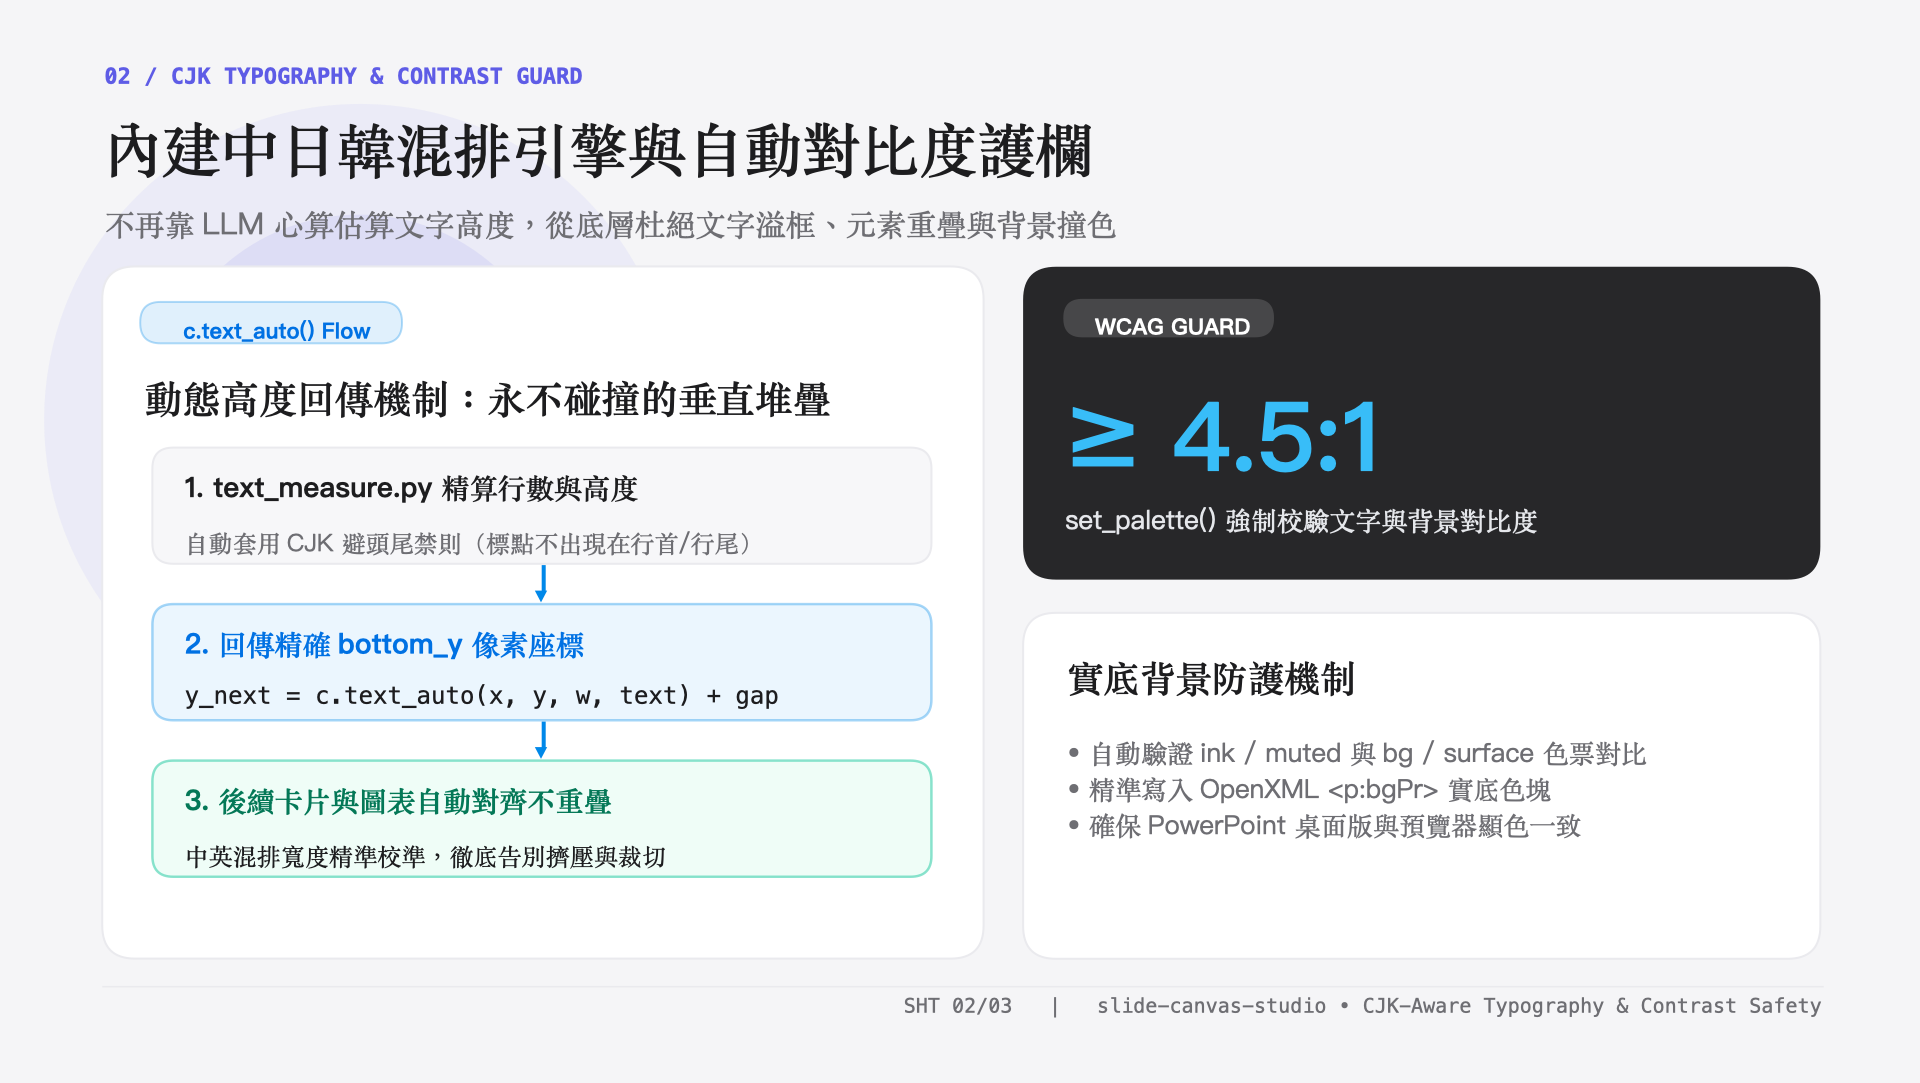 02 / CJK TYPOGRAPHY & CONTRAST GUARD
內建中日韓混排引擎與自動對比度護欄
不再靠 LLM 心算估算文字高度，從底層杜絕文字溢框、元素重疊與背景撞色
c.text_auto() Flow
動態高度回傳機制：永不碰撞的垂直堆疊
1. text_measure.py 精算行數與高度
自動套用 CJK 避頭尾禁則（標點不出現在行首/行尾）
2. 回傳精確 bottom_y 像素座標
y_next = c.text_auto(x, y, w, text) + gap
3. 後續卡片與圖表自動對齊不重疊
中英混排寬度精準校準，徹底告別擠壓與裁切
WCAG GUARD
≥ 4.5:1
set_palette() 強制校驗文字與背景對比度
實底背景防護機制
• 自動驗證 ink / muted 與 bg / surface 色票對比
• 精準寫入 OpenXML <p:bgPr> 實底色塊
• 確保 PowerPoint 桌面版與預覽器顯色一致
SHT 02/03 | slide-canvas-studio • CJK-Aware Typography & Contrast Safety